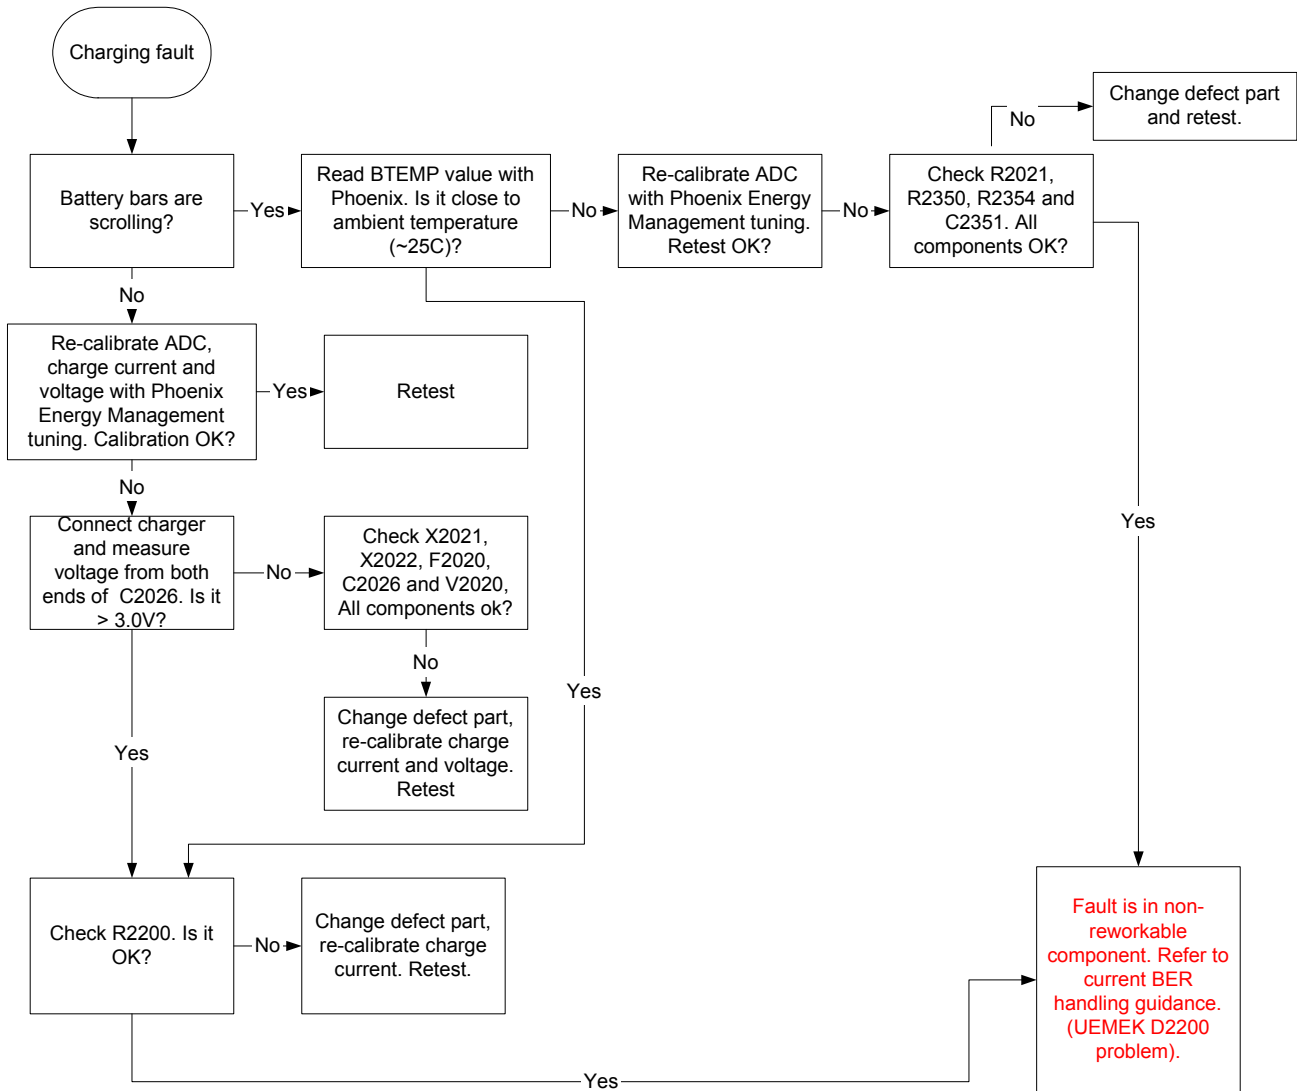 Charging fault
Change defect part
and retest.
No
Battery bars are
scrolling?
Yes
Read BTEMP value with
Phoenix. Is it close to
ambient temperature
(~25C)?
No
Re-calibrate ADC
with Phoenix Energy
Management tuning.
Retest OK?
No
Check R2021,
R2350, R2354 and
C2351. All
components OK?
No
Re-calibrate ADC,
charge current and
voltage with Phoenix
Energy Management
tuning. Calibration OK?
Yes
Retest
No
Connect charger
and measure
voltage from both
ends of  C2026. Is it
> 3.0V?
No
Check X2021,
X2022, F2020,
C2026 and V2020,
All components ok?
Yes
No
Yes
Change defect part,
re-calibrate charge
current and voltage.
Retest
Yes
Check R2200. Is it
OK?
No
Change defect part,
re-calibrate charge
current. Retest.
Fault is in non-
reworkable
component. Refer to
current BER
handling guidance.
(UEMEK D2200
problem).
Yes